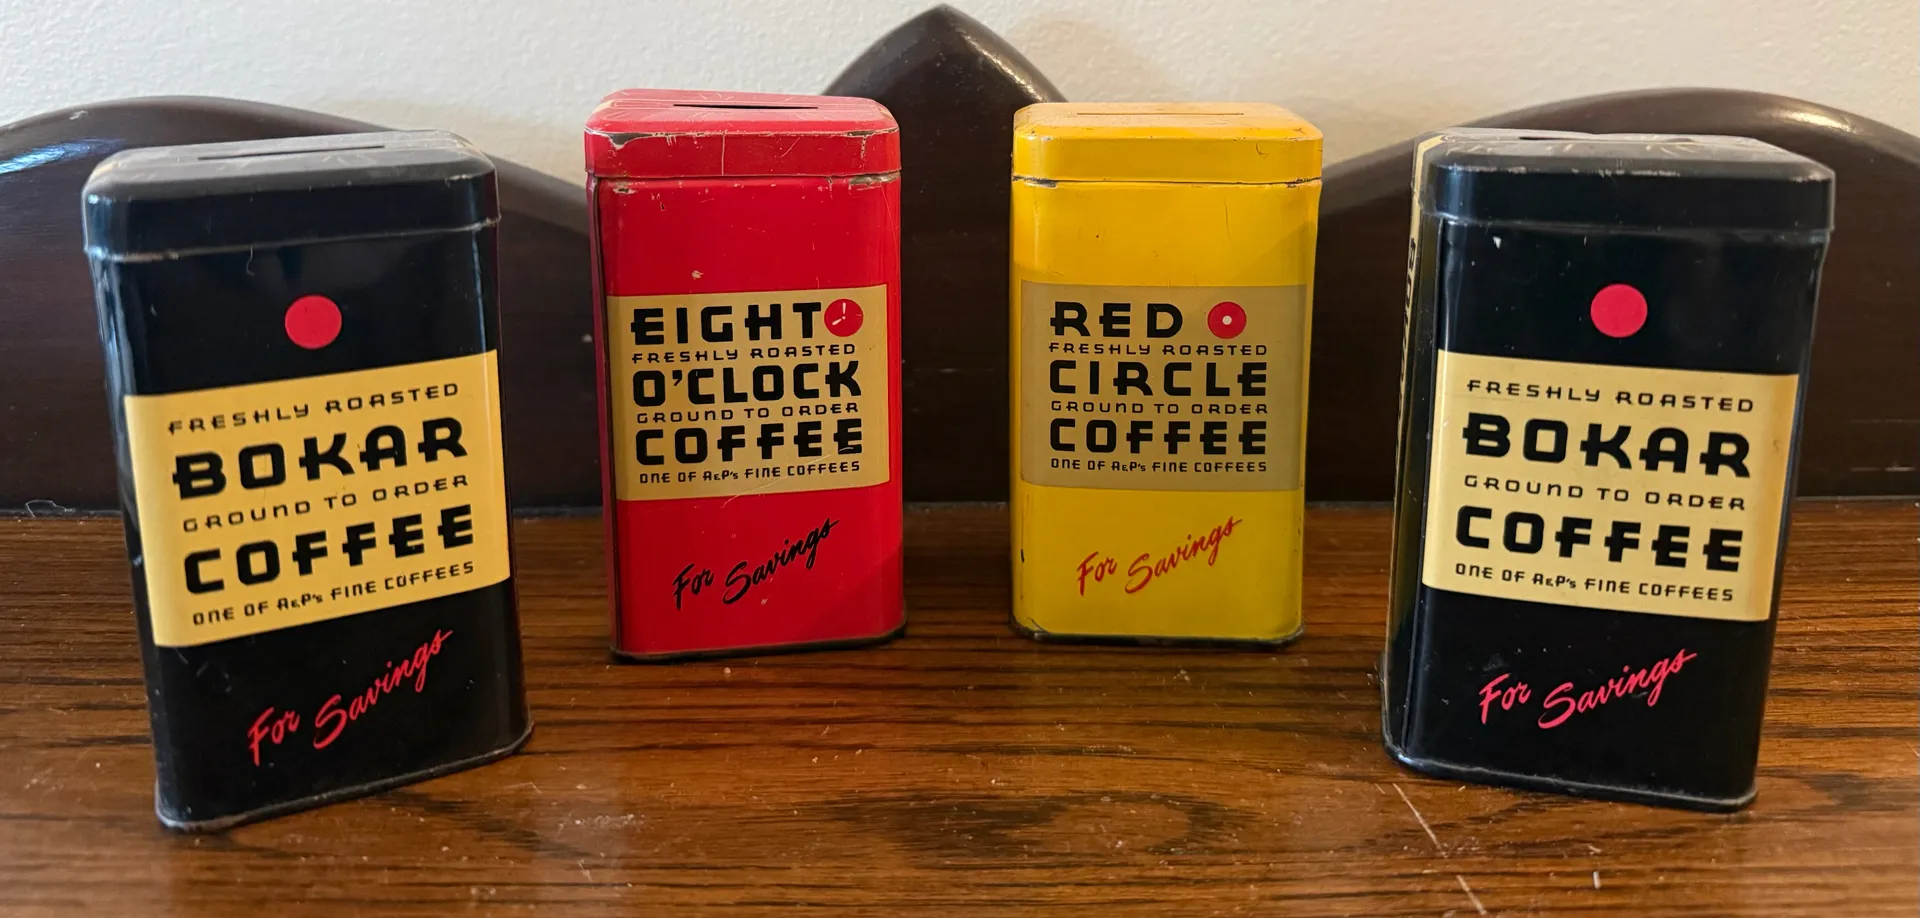 FRESHLY ROASTED
BOKAR
GROUND TO ORDER
COFFEE
ONE OF A&P's FINE COFFEES
For Savings
EIGHT
FRESHLY ROASTED
O'CLOCK
GROUND TO ORDER
COFFEE
ONE OF A&P's FINE COFFEES
For Savings
RED
FRESHLY ROASTED
CIRCLE
GROUND TO ORDER
COFFEE
ONE OF A&P's FINE COFFEES
For Savings
FRESHLY ROASTED
BOKAR
GROUND TO ORDER
COFFEE
ONE OF A&P's FINE COFFEES
For Savings